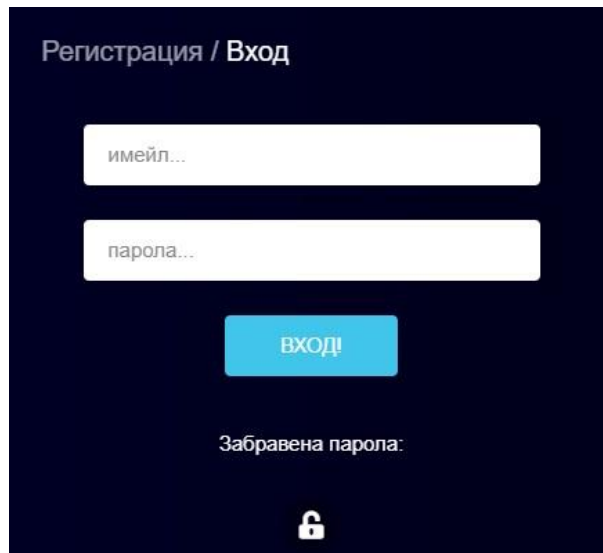 Регистрация / Вход
имейл...
парола...
ВХОД!
Забравена парола: